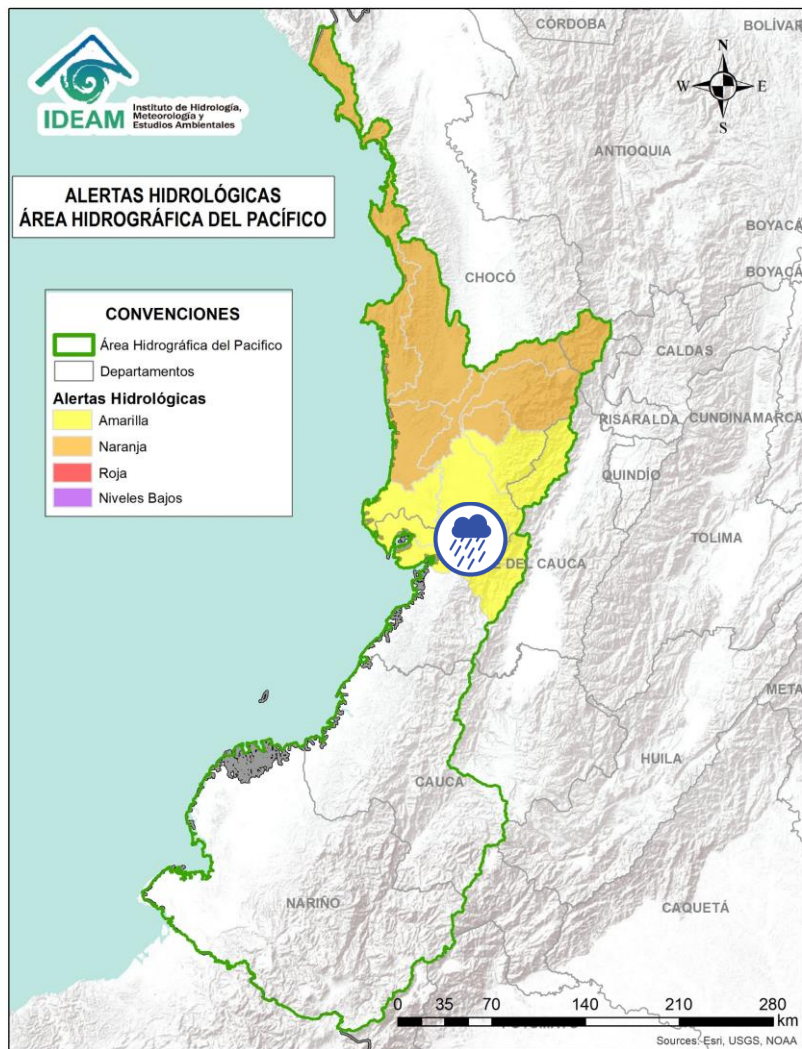 CÓRDOBA
BOLÍVAR
IDEAM
Instituto de Hidrología,
Meteorología y
Estudios Ambientales
N
W
E
S
ANTIOQUIA
ALERTAS HIDROLÓGICAS
ÁREA HIDROGRÁFICA DEL PACÍFICO
BOYACÁ
BOYACÁ
CHOCÓ
CONVENCIONES
Área Hidrográfica del Pacifico
Departamentos
Alertas Hidrológicas
Amarilla
Naranja
Roja
Niveles Bajos
CALDAS
RISARALDA
CUNDINAMARCA
QUINDÍO
TOLIMA
E DEL CAUCA
META
HUILA
CAUCA
NARIÑO
CAQUETÁ
0 35 70 140 210 280
km
Sources: Esri, USGS, NOAA